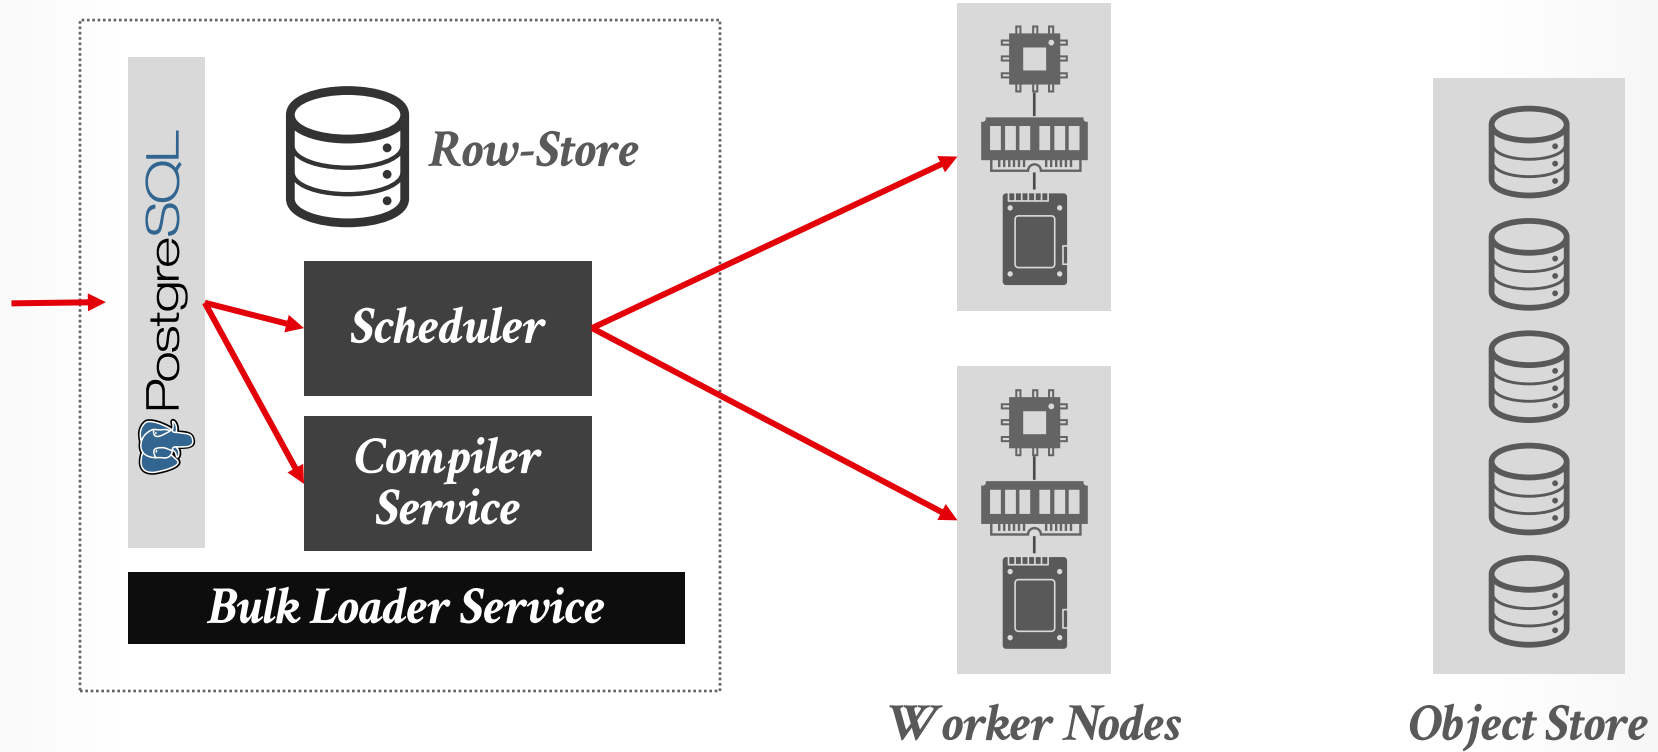 PostgreSQL
Row-Store
Scheduler
Compiler
Service
Bulk Loader Service
Worker Nodes
Object Store